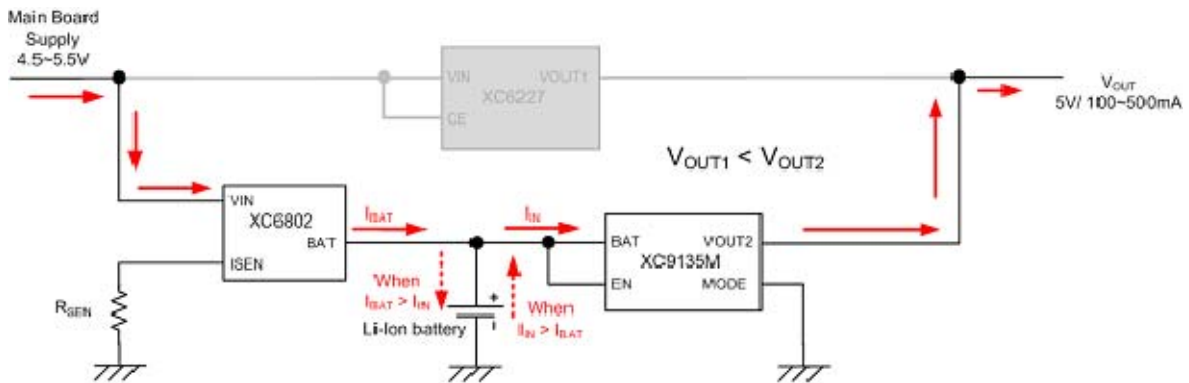 Main Board
Supply
4.5~5.5V
VIN
VOUT1
XC6227
CE
VOUT
5V/ 100~500mA
VOUT1 < VOUT2
VIN
XC6802
BAT
ISEN
IBAT
IIN
BAT
VOUT2
XC9135M
EN
MODE
RSEN
When
IBAT > IIN
Li-Ion battery
+
When
IIN > IBAT